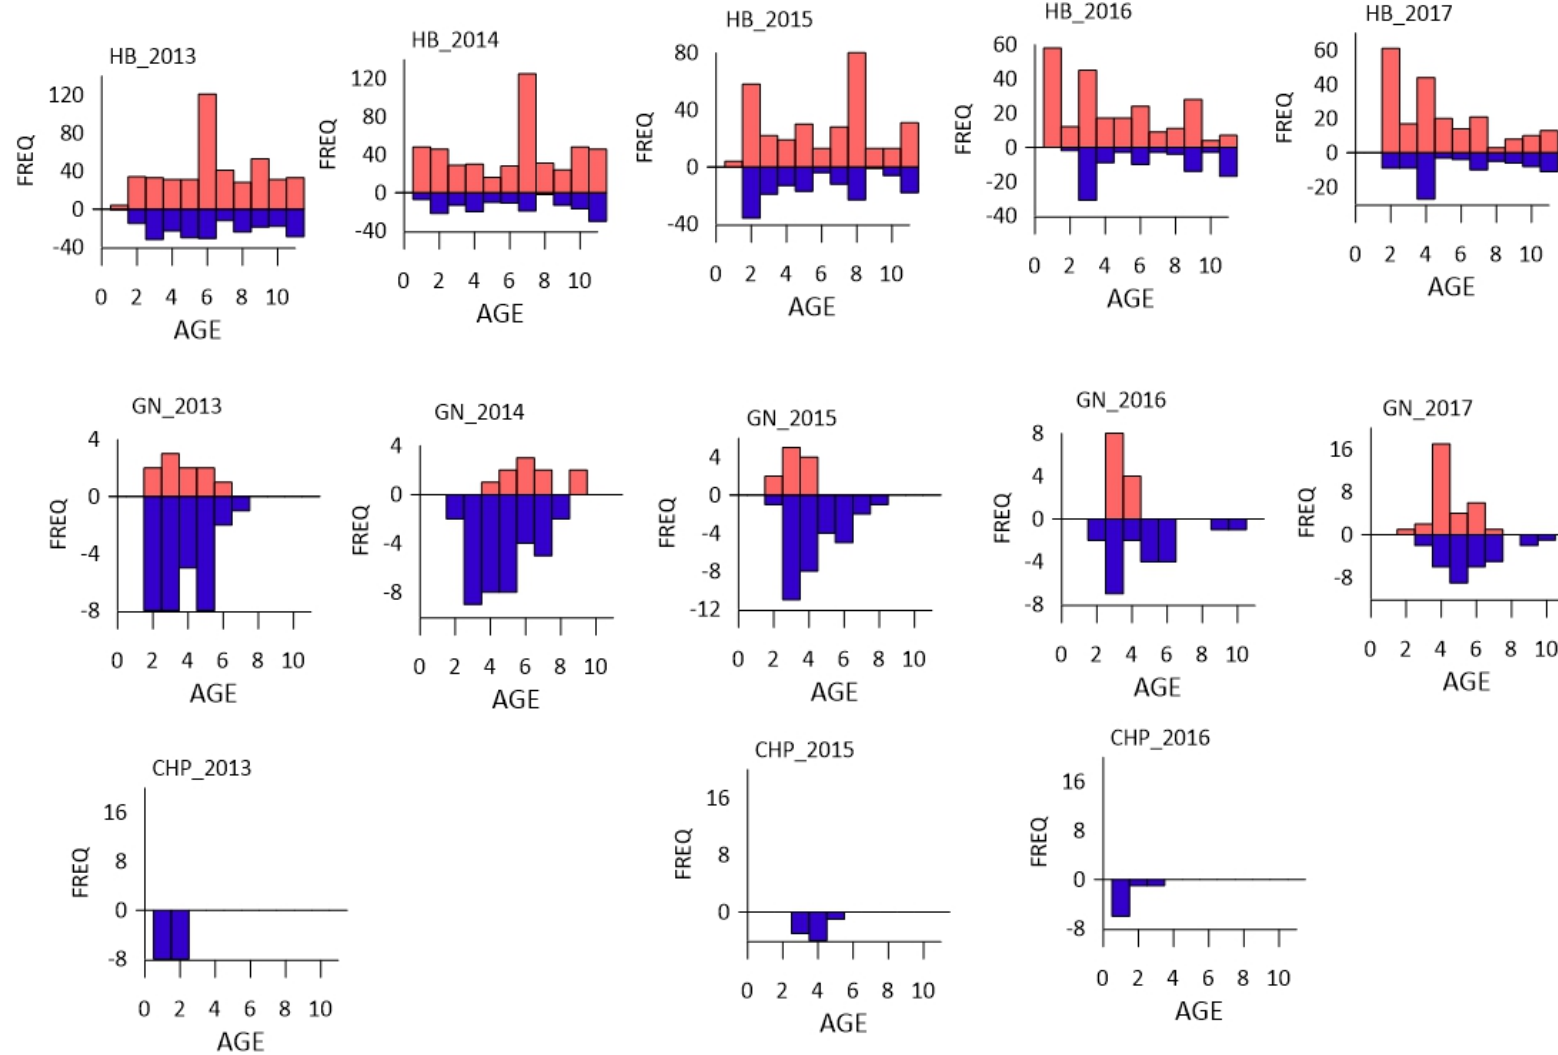 HB_2013
FREQ
120
80
40
0
-40
0 2 4 6 8 10
AGE
HB_2014
FREQ
120
80
40
0
-40
0 2 4 6 8 10
AGE
HB_2015
FREQ
80
40
0
-40
0 2 4 6 8 10
AGE
HB_2016
FREQ
60
40
20
0
-20
-40
0 2 4 6 8 10
AGE
HB_2017
FREQ
60
40
20
0
-20
0 2 4 6 8 10
AGE
GN_2013
FREQ
4
0
-4
-8
0 2 4 6 8 10
AGE
GN_2014
FREQ
4
0
-4
-8
0 2 4 6 8 10
AGE
GN_2015
FREQ
4
0
-4
-8
-12
0 2 4 6 8 10
AGE
GN_2016
FREQ
8
4
0
-4
-8
0 2 4 6 8 10
AGE
GN_2017
FREQ
16
8
0
-8
0 2 4 6 8 10
AGE
CHP_2013
FREQ
16
8
0
-8
0 2 4 6 8 10
AGE
CHP_2015
FREQ
16
8
0
0 2 4 6 8 10
AGE
CHP_2016
FREQ
16
8
0
-8
0 2 4 6 8 10
AGE